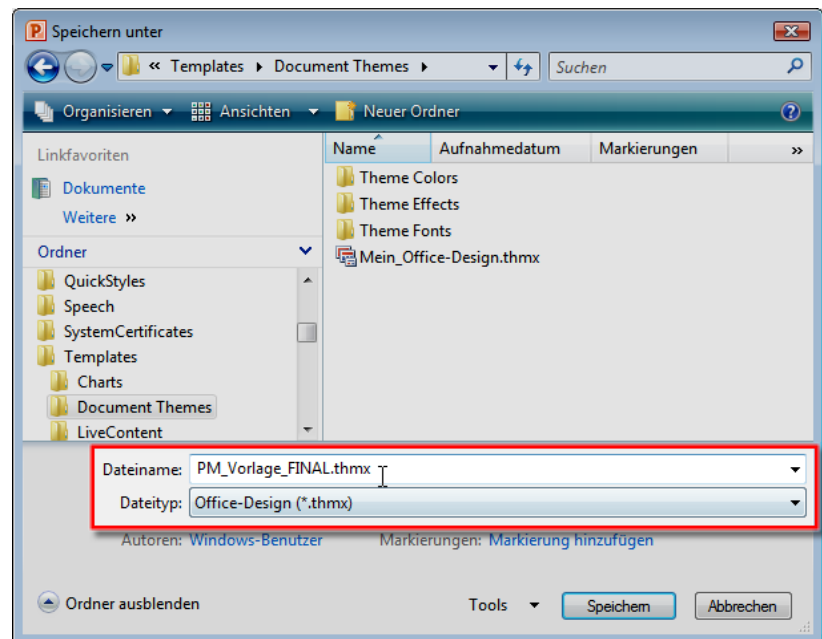 Speichern unter
« Templates Document Themes Suchen
Organisieren Ansichten Neuer Ordner
Linkfavoriten
Dokumente
Weitere »
Ordner
QuickStyles
Speech
SystemCertificates
Templates
Charts
Document Themes
LiveContent
Name Aufnahmedatum Markierungen »
Theme Colors
Theme Effects
Theme Fonts
Mein_Office-Design.thmx
Dateiname: PM_Vorlage_FINAL.thmx
Dateityp: Office-Design (*.thmx)
Autoren: Windows-Benutzer Markierungen: Markierung hinzufügen
Ordner ausblenden Tools Speichern Abbrechen